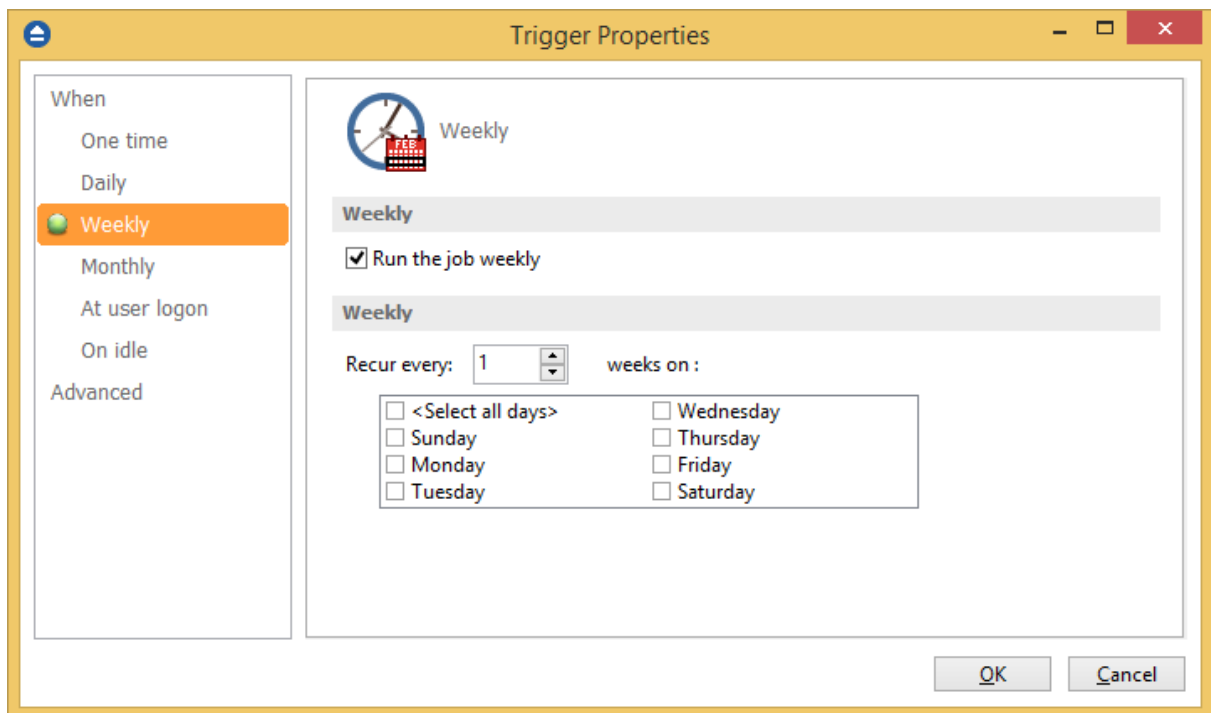 Trigger Properties
When
One time
Daily
Weekly
Monthly
At user logon
On idle
Advanced
FEB
Weekly
Weekly
Run the job weekly
Weekly
Recur every: 1 weeks on :
<Select all days> Wednesday
Sunday Thursday
Monday Friday
Tuesday Saturday
OK Cancel